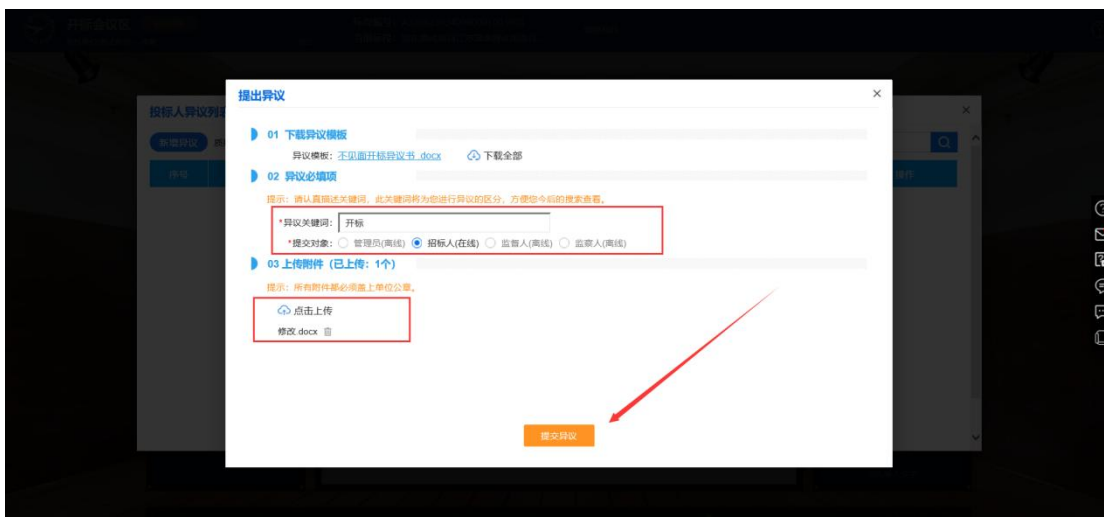 开标会议区
提出异议
投标人异议列表
新增异议
01 下载异议模板
异议模板： 不见面开标异议书.docx 下载全部
序号
操作
02 异议必填项
提示：请认真描述关键词，此关键词将为您进行异议的区分，方便您今后的搜索查看。
*异议关键词： 开标
*提交对象： 管理员(离线) 招标人(在线) 监督人(离线) 监察人(离线)
03 上传附件（已上传：1个）
提示：所有附件都必须盖上单位公章。
点击上传
修改.docx
提交异议